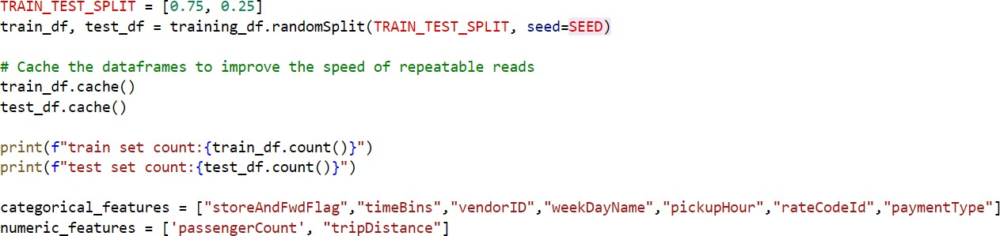 TRAIN_TEST_SPLIT = [0.75, 0.25]
train_df, test_df = training_df.randomSplit(TRAIN_TEST_SPLIT, seed=SEED)
# Cache the dataframes to improve the speed of repeatable reads
train_df.cache()
test_df.cache()
print(f"train set count:{train_df.count()}")
print(f"test set count:{test_df.count()}")
categorical_features = ["storeAndFwdFlag","timeBins","vendorID","weekDayName","pickupHour","rateCodeId","paymentType"]
numeric_features = ['passengerCount', "tripDistance"]